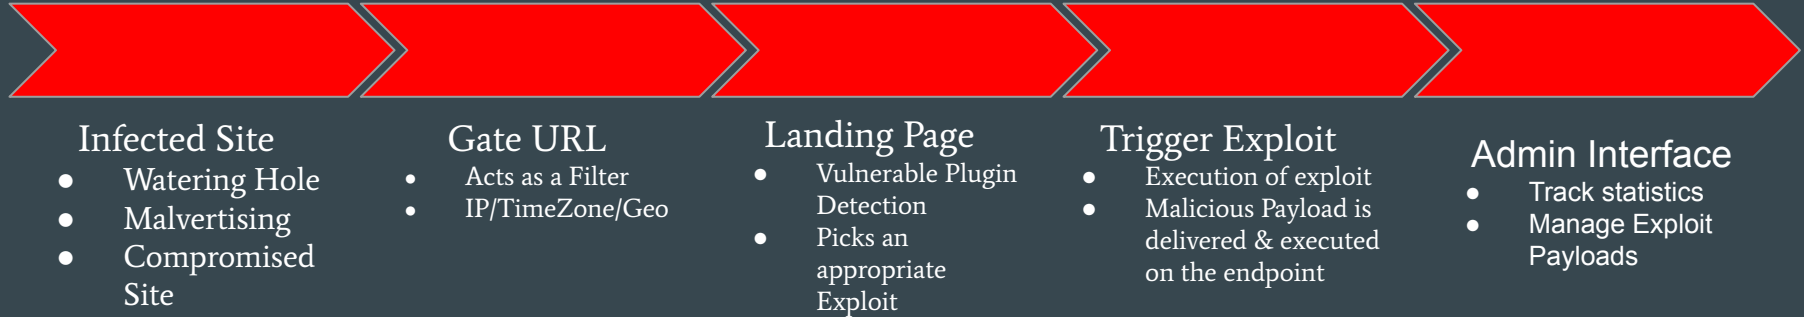 Infected Site
● Watering Hole
● Malvertising
● Compromised
Site
Gate URL
● Acts as a Filter
● IP/TimeZone/Geo
Landing Page
● Vulnerable Plugin
Detection
● Picks an
appropriate
Exploit
Trigger Exploit
● Execution of exploit
● Malicious Payload is
delivered & executed
on the endpoint
Admin Interface
● Track statistics
● Manage Exploit
Payloads